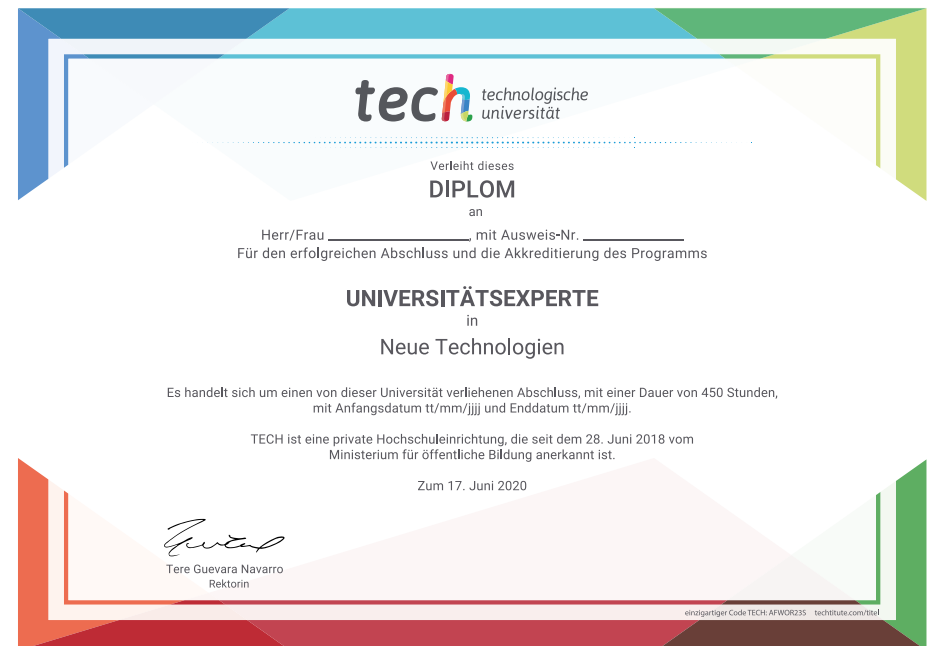 tech technologische
universität
Verleiht dieses
DIPLOM
an
Herr/Frau ____________, mit Ausweis-Nr. ____________
Für den erfolgreichen Abschluss und die Akkreditierung des Programms
UNIVERSITÄTSEXPERTE
in
Neue Technologien
Es handelt sich um einen von dieser Universität verliehenen Abschluss, mit einer Dauer von 450 Stunden,
mit Anfangsdatum tt/mm/jjjj und Enddatum tt/mm/jjjj.
TECH ist eine private Hochschuleinrichtung, die seit dem 28. Juni 2018 vom
Ministerium für öffentliche Bildung anerkannt ist.
Zum 17. Juni 2020
Tere Guevara Navarro
Rektorin
einzigartiger Code TECH: AFWOR23S techtitute.com/titel